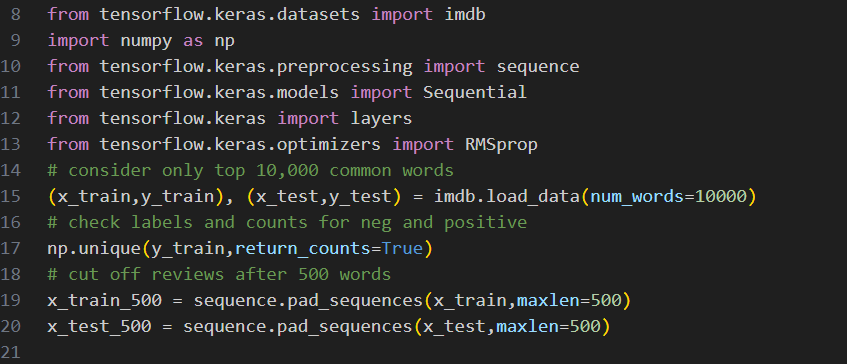 8 from tensorflow.keras.datasets import imdb
9 import numpy as np
10 from tensorflow.keras.preprocessing import sequence
11 from tensorflow.keras.models import Sequential
12 from tensorflow.keras import layers
13 from tensorflow.keras.optimizers import RMSprop
14 # consider only top 10,000 common words
15 (x_train,y_train), (x_test,y_test) = imdb.load_data(num_words=10000)
16 # check labels and counts for neg and positive
17 np.unique(y_train,return_counts=True)
18 # cut off reviews after 500 words
19 x_train_500 = sequence.pad_sequences(x_train,maxlen=500)
20 x_test_500 = sequence.pad_sequences(x_test,maxlen=500)
21